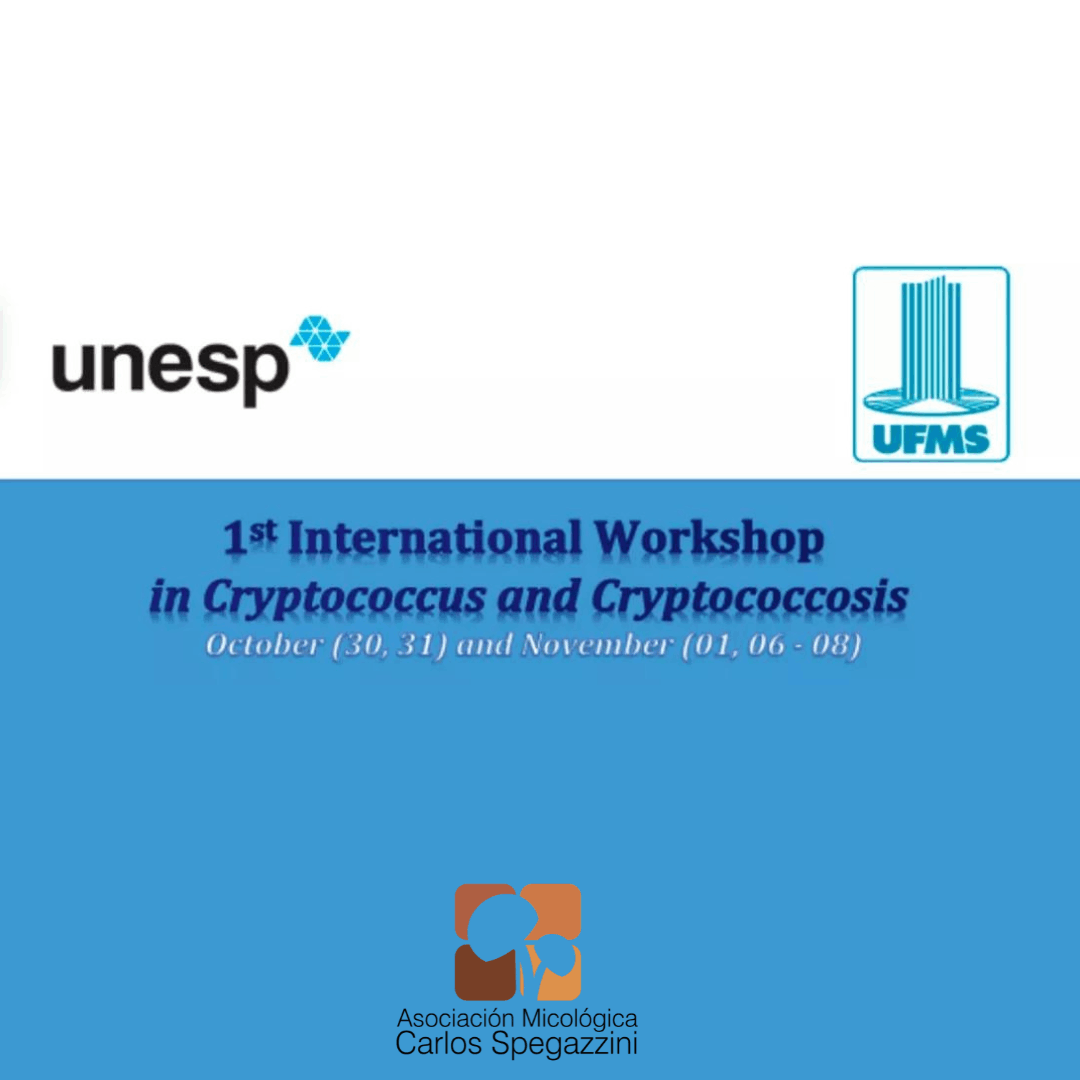 unesp
UFMS
1st International Workshop
in Cryptococcus and Cryptococcosis
October (30, 31) and November (01, 06 - 08)
Asociación Micológica
Carlos Spegazzini